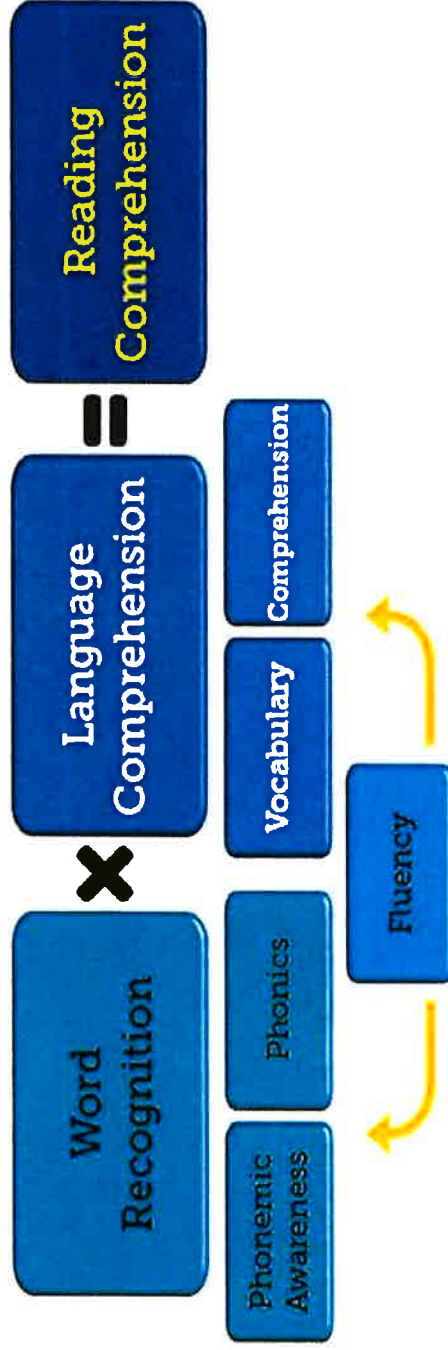 Word
Recognition
×
Language
Comprehension
=
Reading
Comprehension
Phonemic
Awareness
Phonics
Vocabulary
Comprehension
Fluency